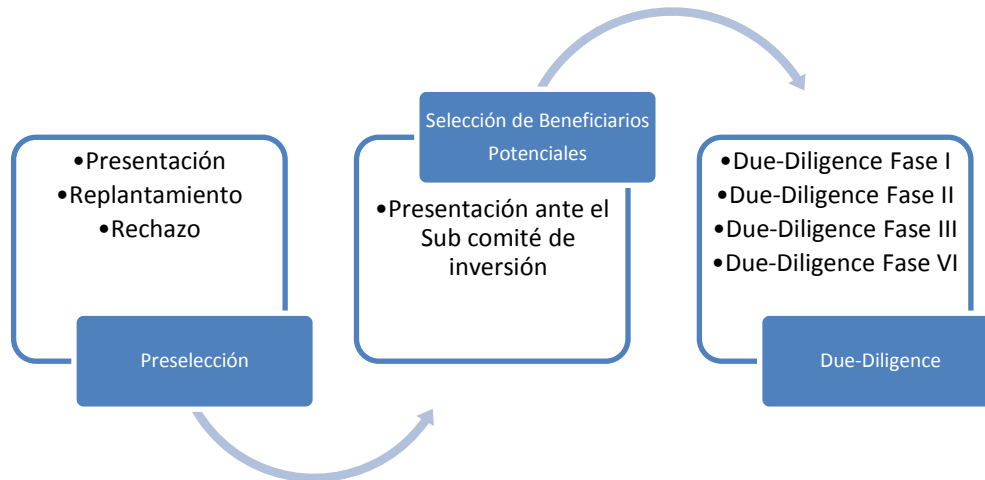 •Presentación
•Replantamiento
•Rechazo
Preselección
Selección de Beneficiarios
Potenciales
•Presentación ante el
Sub comité de
inversión
•Due-Diligence Fase I
•Due-Diligence Fase II
•Due-Diligence Fase III
•Due-Diligence Fase VI
Due-Diligence